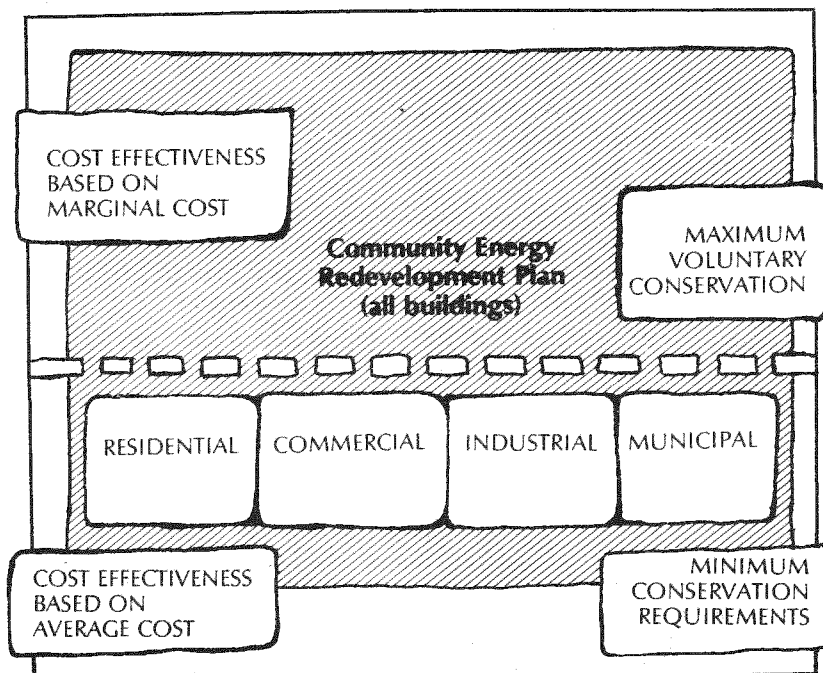 COST EFFECTIVENESS
BASED ON
MARGINAL COST
Community Energy
Redevelopment Plan
(all buildings)
MAXIMUM
VOLUNTARY
CONSERVATION
RESIDENTIAL
COMMERCIAL
INDUSTRIAL
MUNICIPAL
COST EFFECTIVENESS
BASED ON
AVERAGE COST
MINIMUM
CONSERVATION
REQUIREMENTS